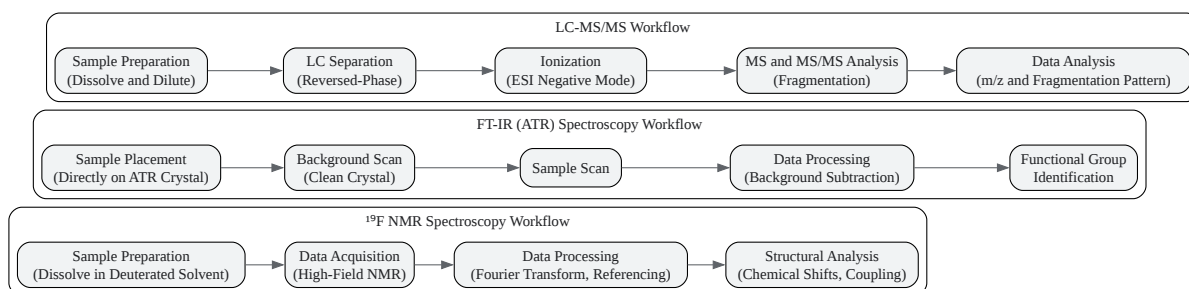 LC-MS/MS Workflow
Sample Preparation
(Dissolve and Dilute)
LC Separation
(Reversed-Phase)
Ionization
(ESI Negative Mode)
MS and MS/MS Analysis
(Fragmentation)
Data Analysis
(m/z and Fragmentation Pattern)
FT-IR (ATR) Spectroscopy Workflow
Sample Placement
(Directly on ATR Crystal)
Background Scan
(Clean Crystal)
Sample Scan
Data Processing
(Background Subtraction)
Functional Group
Identification
¹⁹F NMR Spectroscopy Workflow
Sample Preparation
(Dissolve in Deuterated Solvent)
Data Acquisition
(High-Field NMR)
Data Processing
(Fourier Transform, Referencing)
Structural Analysis
(Chemical Shifts, Coupling)